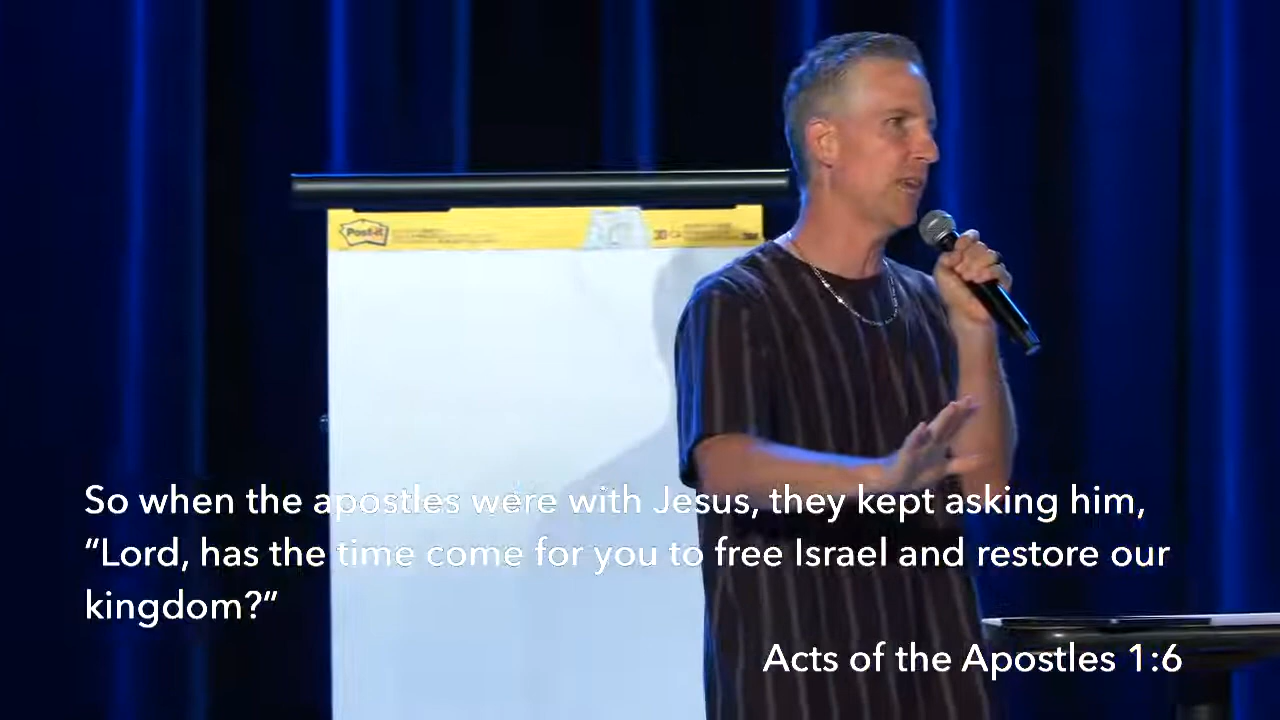 Post-it
So when the apostles were with Jesus, they kept asking him,
“Lord, has the time come for you to free Israel and restore our
kingdom?”
Acts of the Apostles 1:6